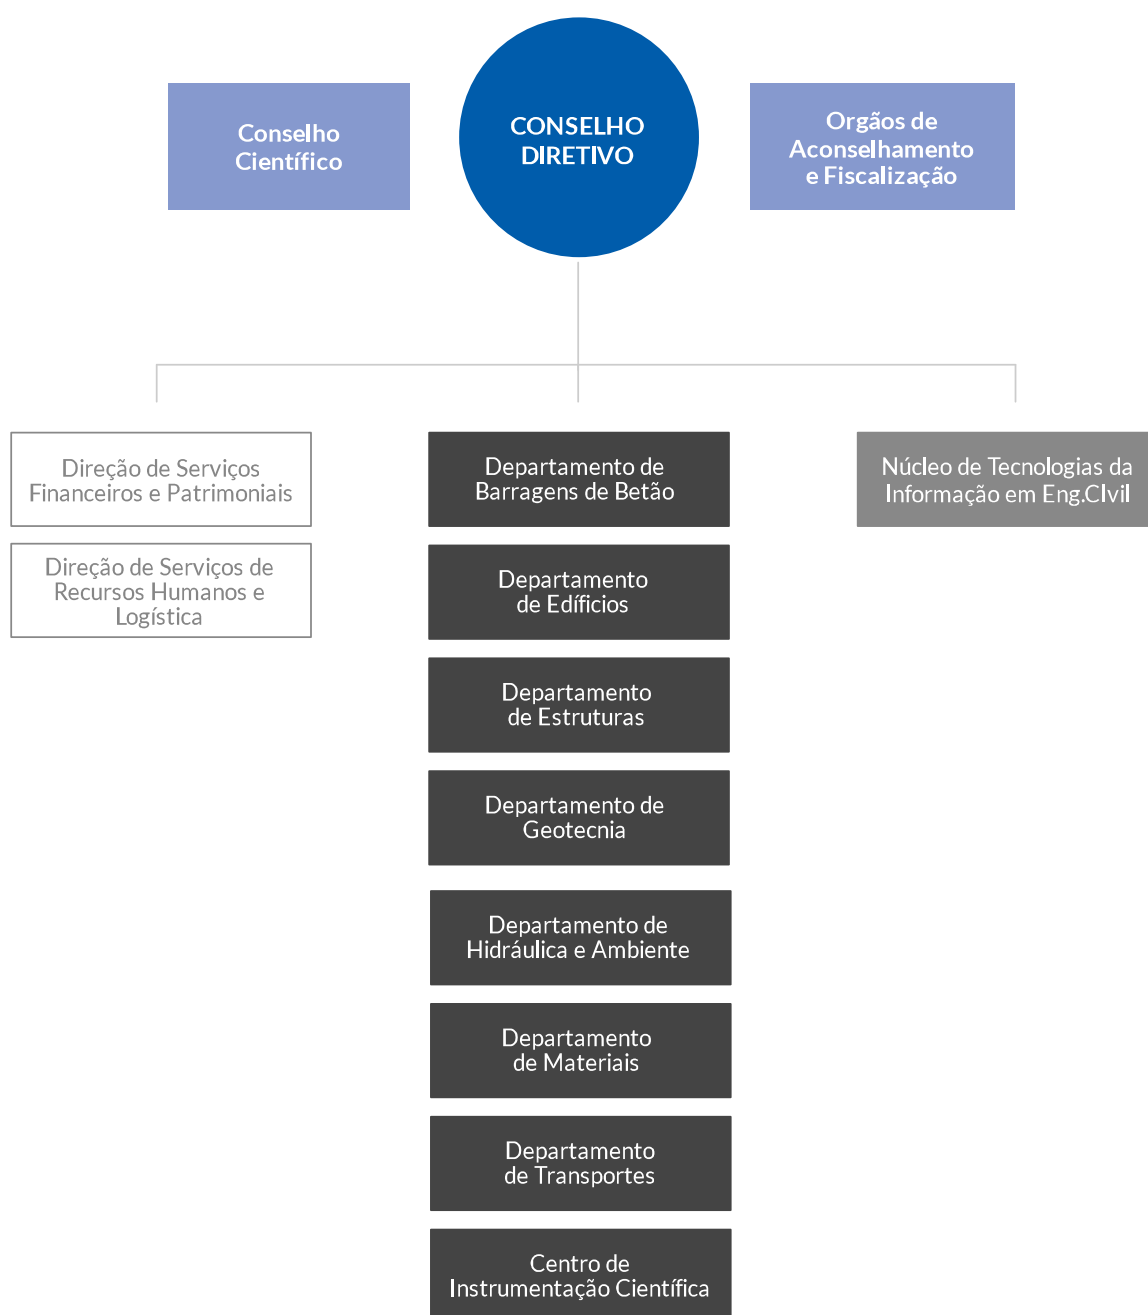 Conselho
Científico
CONSELHO
DIRETIVO
Orgãos de
Aconselhamento
e Fiscalização
Direção de Serviços
Financeiros e Patrimoniais
Direção de Serviços de
Recursos Humanos e
Logística
Departamento de
Barragens de Betão
Departamento
de Edíficios
Departamento
de Estruturas
Departamento de
Geotecnia
Departamento de
Hidráulica e Ambiente
Departamento
de Materiais
Departamento
de Transportes
Centro de
Instrumentação Científica
Núcleo de Tecnologias da
Informação em Eng.CIvil